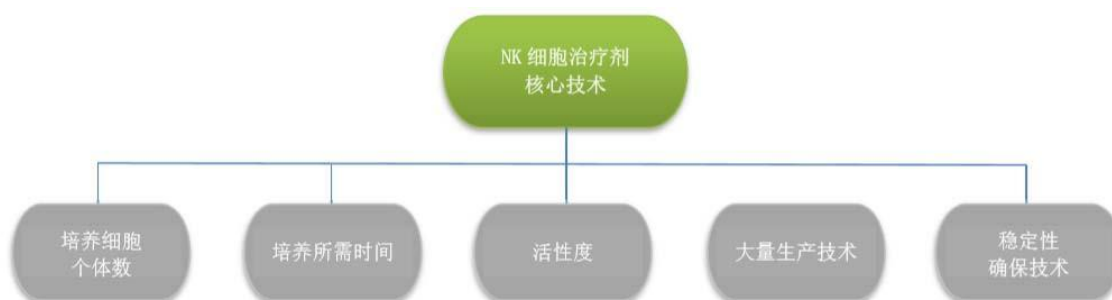 NK 细胞治疗剂
核心技术
培养细胞
个体数
培养所需时间
活性度
大量生产技术
稳定性
确保技术